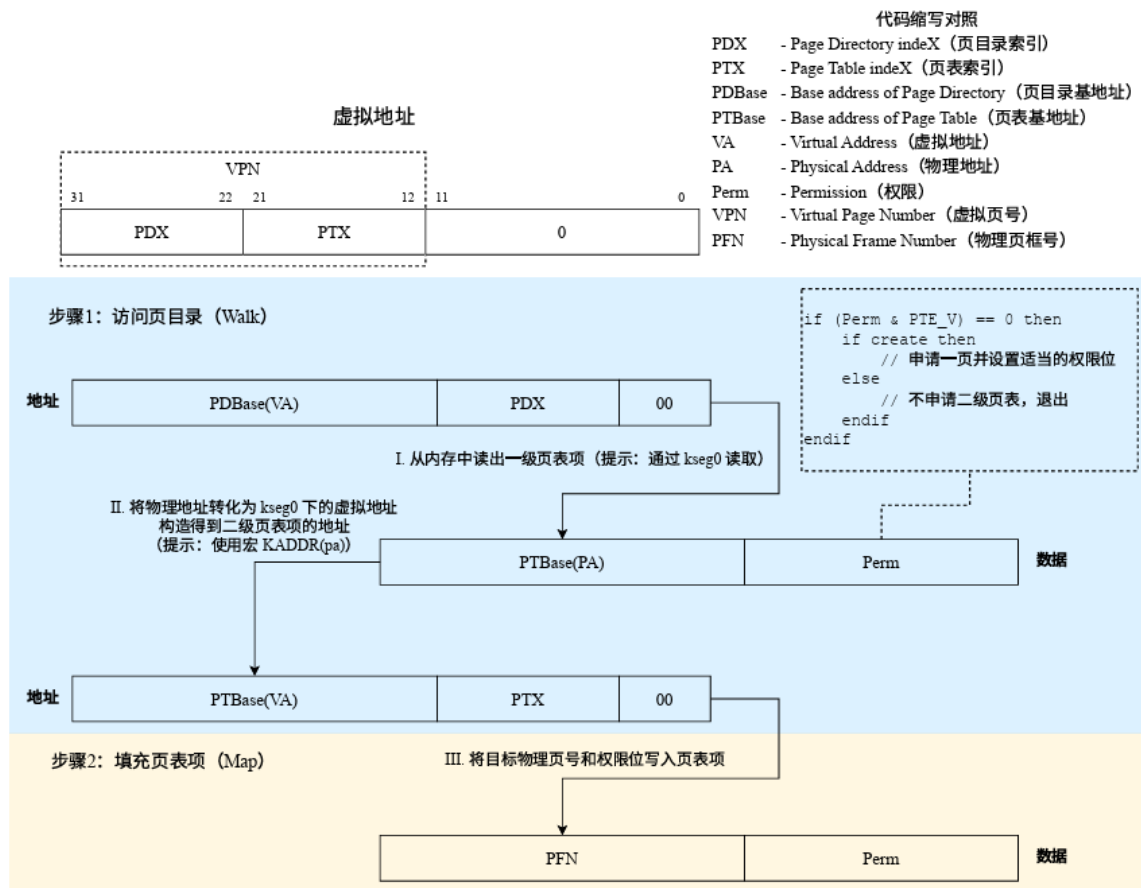 代码缩写对照
PDX - Page Directory indeX（页目录索引）
PTX - Page Table indeX（页表索引）
PDBase - Base address of Page Directory（页目录基地址）
PTBase - Base address of Page Table（页表基地址）
VA - Virtual Address（虚拟地址）
PA - Physical Address（物理地址）
Perm - Permission（权限）
VPN - Virtual Page Number（虚拟页号）
PFN - Physical Frame Number（物理页框号）
虚拟地址
VPN
31 22 21 12 11 0
PDX PTX 0
步骤1：访问页目录（Walk）
if (Perm & PTE_V) == 0 then
if create then
// 申请一页并设置适当的权限位
else
// 不申请二级页表，退出
endif
endif
地址 PDBase(VA) PDX 00
I. 从内存中读出一级页表项（提示：通过 kseg0 读取）
II. 将物理地址转化为 kseg0 下的虚拟地址
构造得到二级页表项的地址
（提示：使用宏 KADDR(pa)）
PTBase(PA) Perm 数据
地址 PTBase(VA) PTX 00
步骤2：填充页表项（Map）
III. 将目标物理页号和权限位写入页表项
PFN Perm 数据